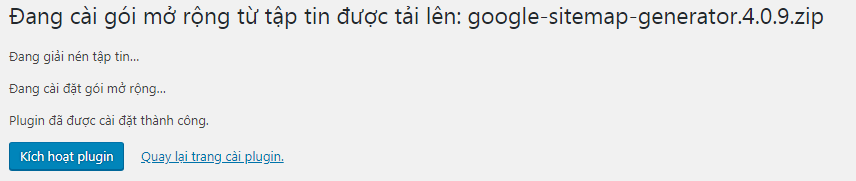 Đang cài gói mở rộng từ tập tin được tải lên: google-sitemap-generator.4.0.9.zip
Đang giải nén tập tin...
Đang cài đặt gói mở rộng...
Plugin đã được cài đặt thành công.
Kích hoạt plugin Quay lại trang cài plugin.